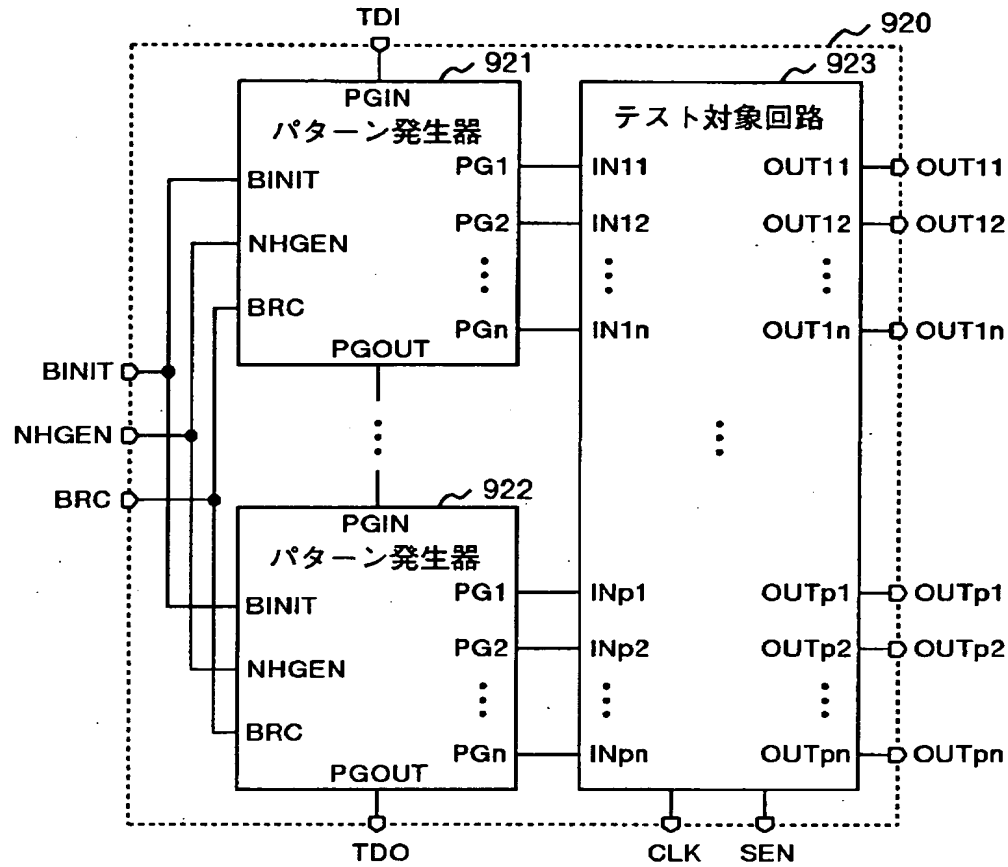 TDI
920
921
923
PGIN
パターン発生器
テスト対象回路
BINIT
NHGEN
BRC
PG1
PG2
PGn
PGOUT
IN11
IN12
IN1n
OUT11
OUT12
OUT1n
OUT11
OUT12
OUT1n
BINIT
NHGEN
BRC
922
PGIN
パターン発生器
BINIT
NHGEN
BRC
PG1
PG2
PGn
PGOUT
INp1
INp2
INpn
OUTp1
OUTp2
OUTpn
OUTp1
OUTp2
OUTpn
TDO
CLK
SEN